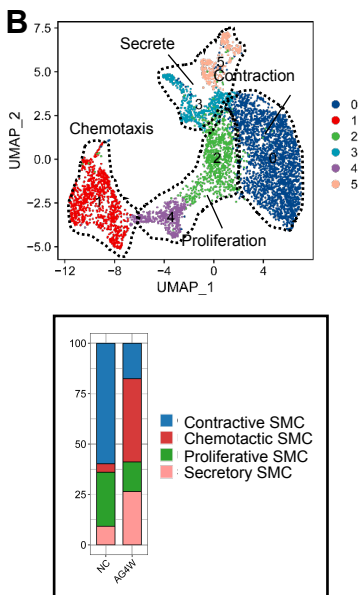 B
7.5
5.0
2.5
0.0
−2.5
−5.0
UMAP_2
Secrete
5
Contraction
3
Chemotaxis
2
0
1
4
Proliferation
−12
−8
−4
0
4
UMAP_1
0
1
2
3
4
5
100
75
50
25
0
NC
AG4W
Contractive SMC
Chemotactic SMC
Proliferative SMC
Secretory SMC